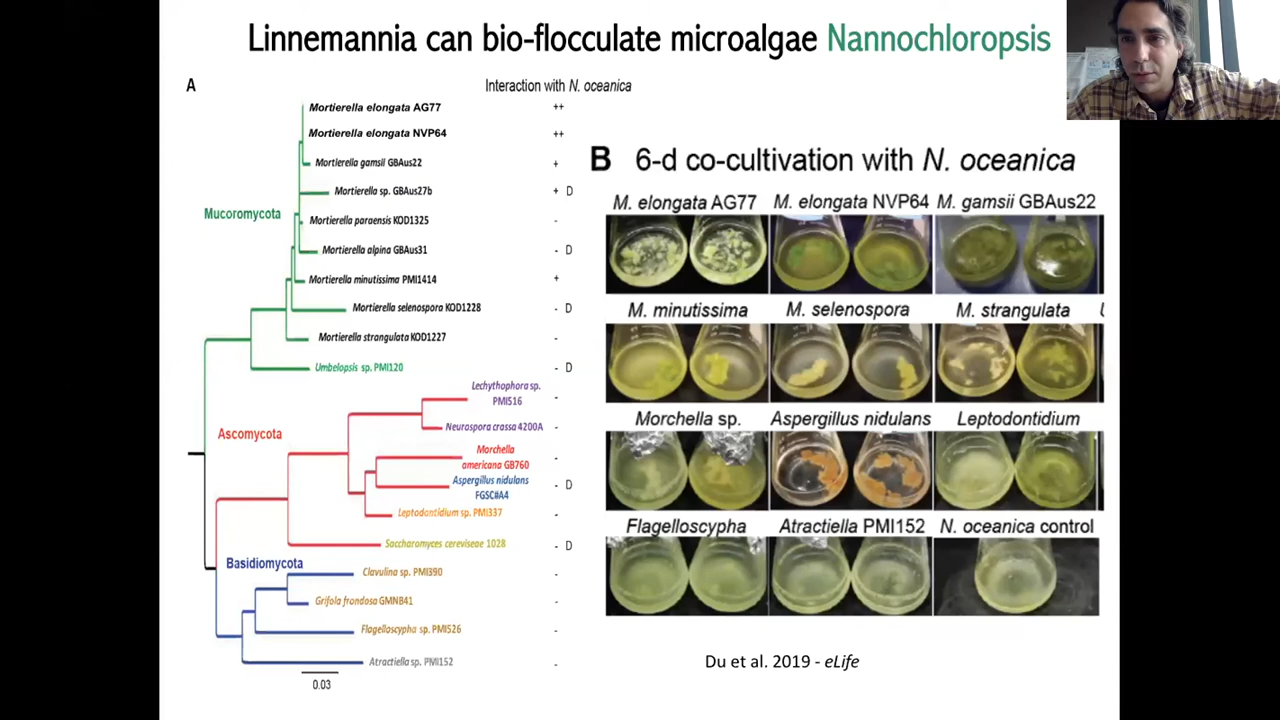 Linnemannia can bio-flocculate microalgae Nannochloropsis
A
Interaction with N. oceanica
Mortierella elongata AG77 ++
Mortierella elongata NVP64 ++
Mortierella gamsii GBAus22 +
Mortierella sp. GBAus27b + D
Mucoromycota
Mortierella paraensis KOD1325 -
Mortierella alpina GBAus31 - D
Mortierella minutissima PMI1414 +
Mortierella selenospora KOD1228 - D
Mortierella strangulata KOD1227 -
Umbelopsis sp. PMI120 - D
Lechythophora sp.
PMI516 -
Neurospora crassa 4200A -
Ascomycota
Morchella
americana GB760 -
Aspergillus nidulans
FGSC#A4 - D
Leptodontidium sp. PMI337 -
Saccharomyces cereviseae 1028 - D
Basidiomycota
Clavulina sp. PMI390 -
Grifola frondosa GMNB41 -
Flagelloscypha sp. PMI526 -
Atractiella sp. PMI152 -
0.03
B 6-d co-cultivation with N. oceanica
M. elongata AG77 M. elongata NVP64 M. gamsii GBAus22
M. minutissima M. selenospora M. strangulata
Morchella sp. Aspergillus nidulans Leptodontidium
Flagelloscypha Atractiella PMI152 N. oceanica control
Du et al. 2019 - eLife